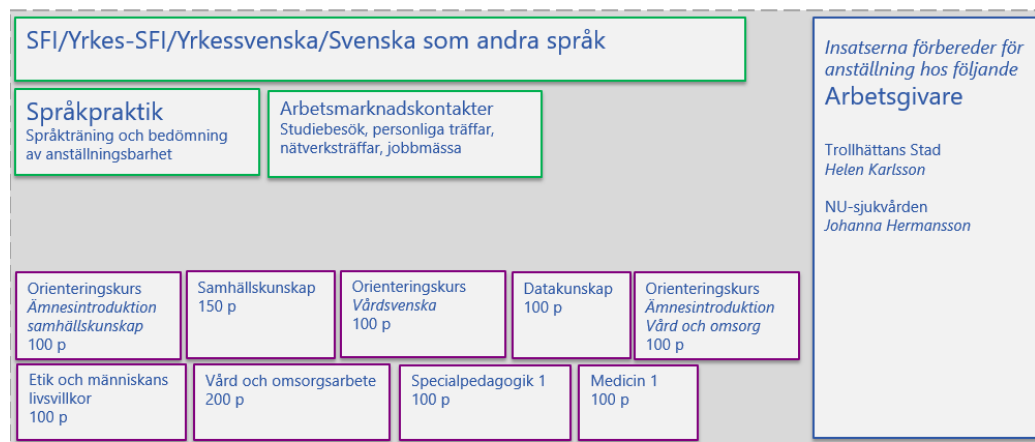 SFI/Yrkes-SFI/Yrkessvenska/Svenska som andra språk
Språkpraktik
Språkträning och bedömning
av anställningsbarhet
Arbetsmarknadskontakter
Studiebesök, personliga träffar,
nätverksträffar, jobbmässa
Insatserna förbereder för
anställning hos följande
Arbetsgivare
Trollhättans Stad
Helen Karlsson
NU-sjukvården
Johanna Hermansson
Orienteringskurs
Ämnesintroduktion
samhällskunskap
100 p
Samhällskunskap
150 p
Orienteringskurs
Vårdsvenska
100 p
Datakunskap
100 p
Orienteringskurs
Ämnesintroduktion
Vård och omsorg
100 p
Etik och människans
livsvillkor
100 p
Vård och omsorgsarbete
200 p
Specialpedagogik 1
100 p
Medicin 1
100 p